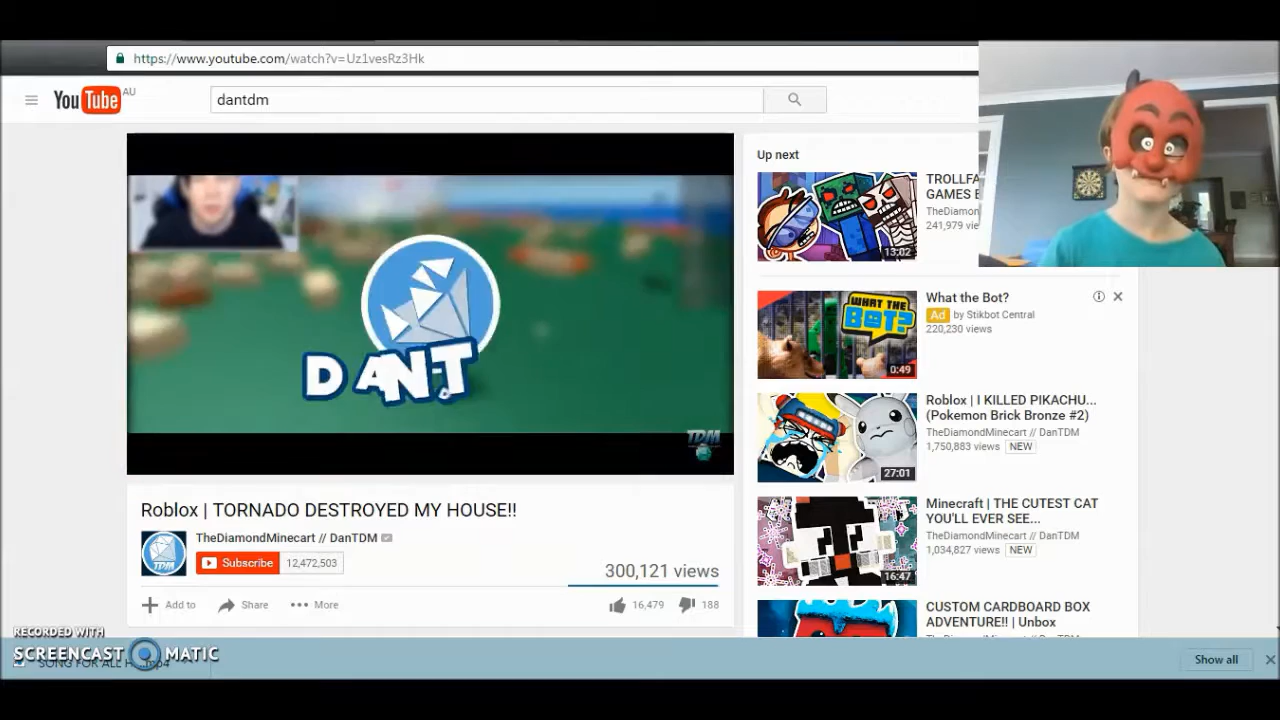 https://www.youtube.com/watch?v=Uz1vesRz3Hk
YouTube AU
dantdm
DANT
TDM
Roblox | TORNADO DESTROYED MY HOUSE!!
TheDiamondMinecart // DanTDM
TDM
Subscribe 12,472,503
300,121 views
Add to
Share
More
16,479
188
Up next
TROLLFA
GAMES
TheDiamon
241,979 vie
13:02
What the Bot?
Ad by Stikbot Central
220,230 views
WHAT THE
BOT?
0:49
Roblox | I KILLED PIKACHU...
(Pokemon Brick Bronze #2)
TheDiamondMinecart // DanTDM
1,750,883 views NEW
27:01
Minecraft | THE CUTEST CAT
YOU'LL EVER SEE...
TheDiamondMinecart // DanTDM
1,034,827 views NEW
16:47
CUSTOM CARDBOARD BOX
ADVENTURE!! | Unbox
RECORDED WITH
SCREENCAST MATIC
SONG FOR ALL H....mp4
Show all